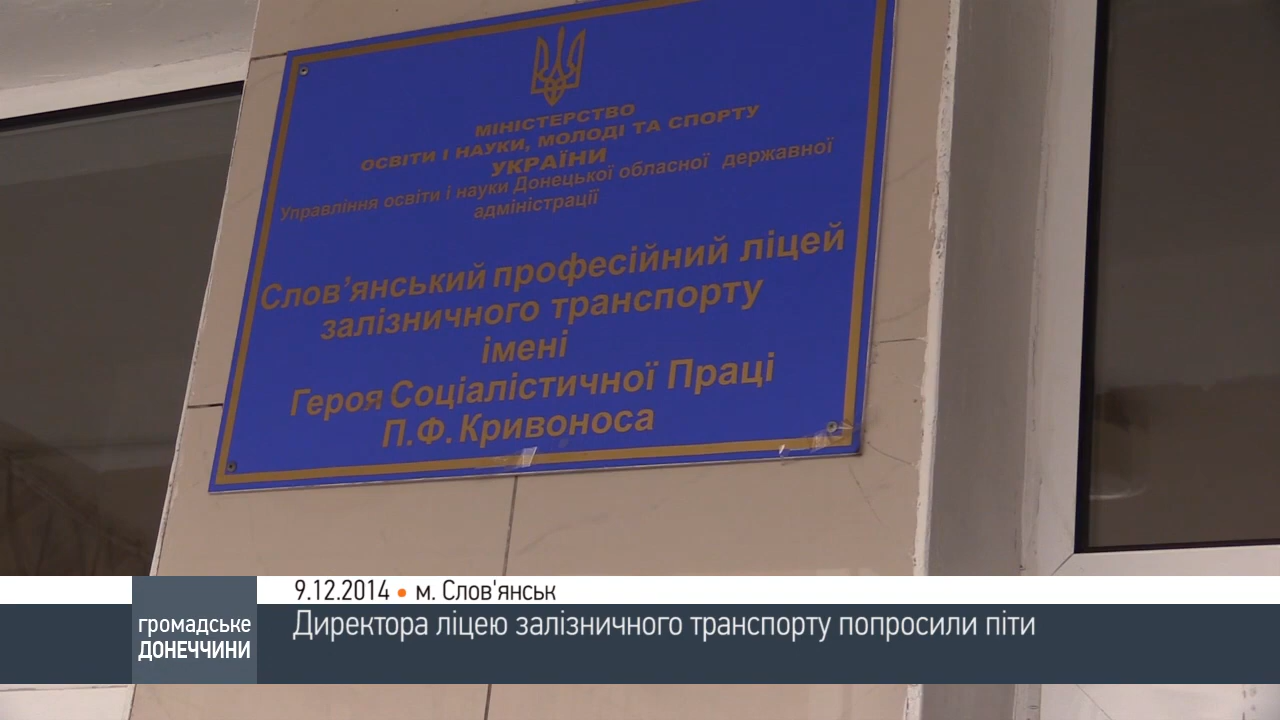 МІНІСТЕРСТВО
ОСВІТИ І НАУКИ, МОЛОДІ ТА СПОРТУ
УКРАЇНИ
Управління освіти і науки Донецької обласної державної
адміністрації
Слов’янський професійний ліцей
залізничного транспорту
імені
Героя Соціалістичної Праці
П.Ф. Кривоноса
9.12.2014 • м. Слов'янськ
Директора ліцею залізничного транспорту попросили піти
громадське
ДОНЕЧЧИНИ